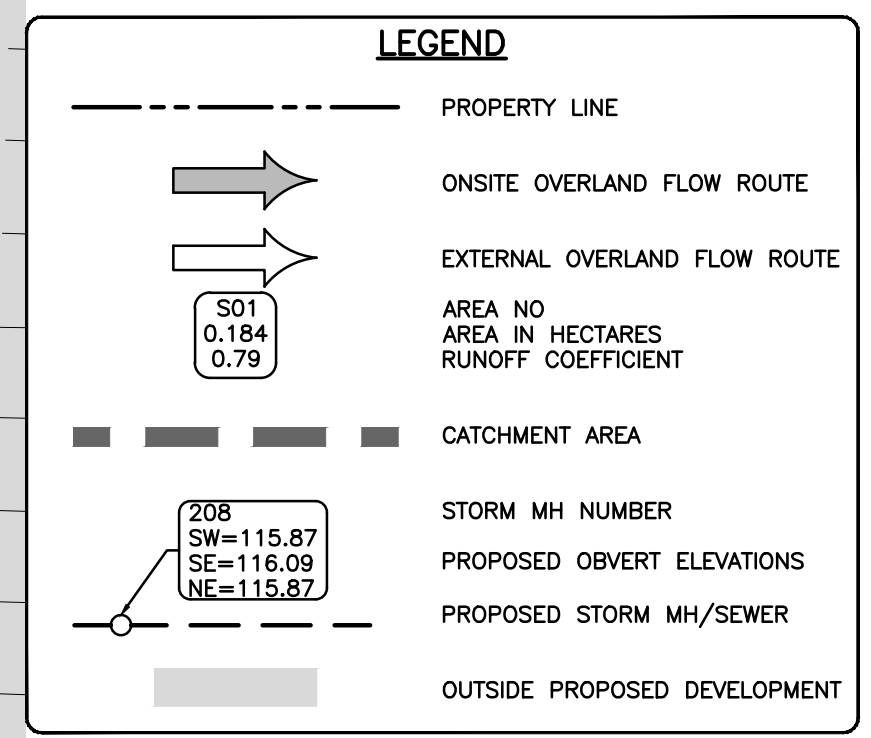 LEGEND
PROPERTY LINE
ONSITE OVERLAND FLOW ROUTE
EXTERNAL OVERLAND FLOW ROUTE
S01
0.184
0.79
AREA NO
AREA IN HECTARES
RUNOFF COEFFICIENT
CATCHMENT AREA
208
SW=115.87
SE=116.09
NE=115.87
STORM MH NUMBER
PROPOSED OBVERT ELEVATIONS
PROPOSED STORM MH/SEWER
OUTSIDE PROPOSED DEVELOPMENT